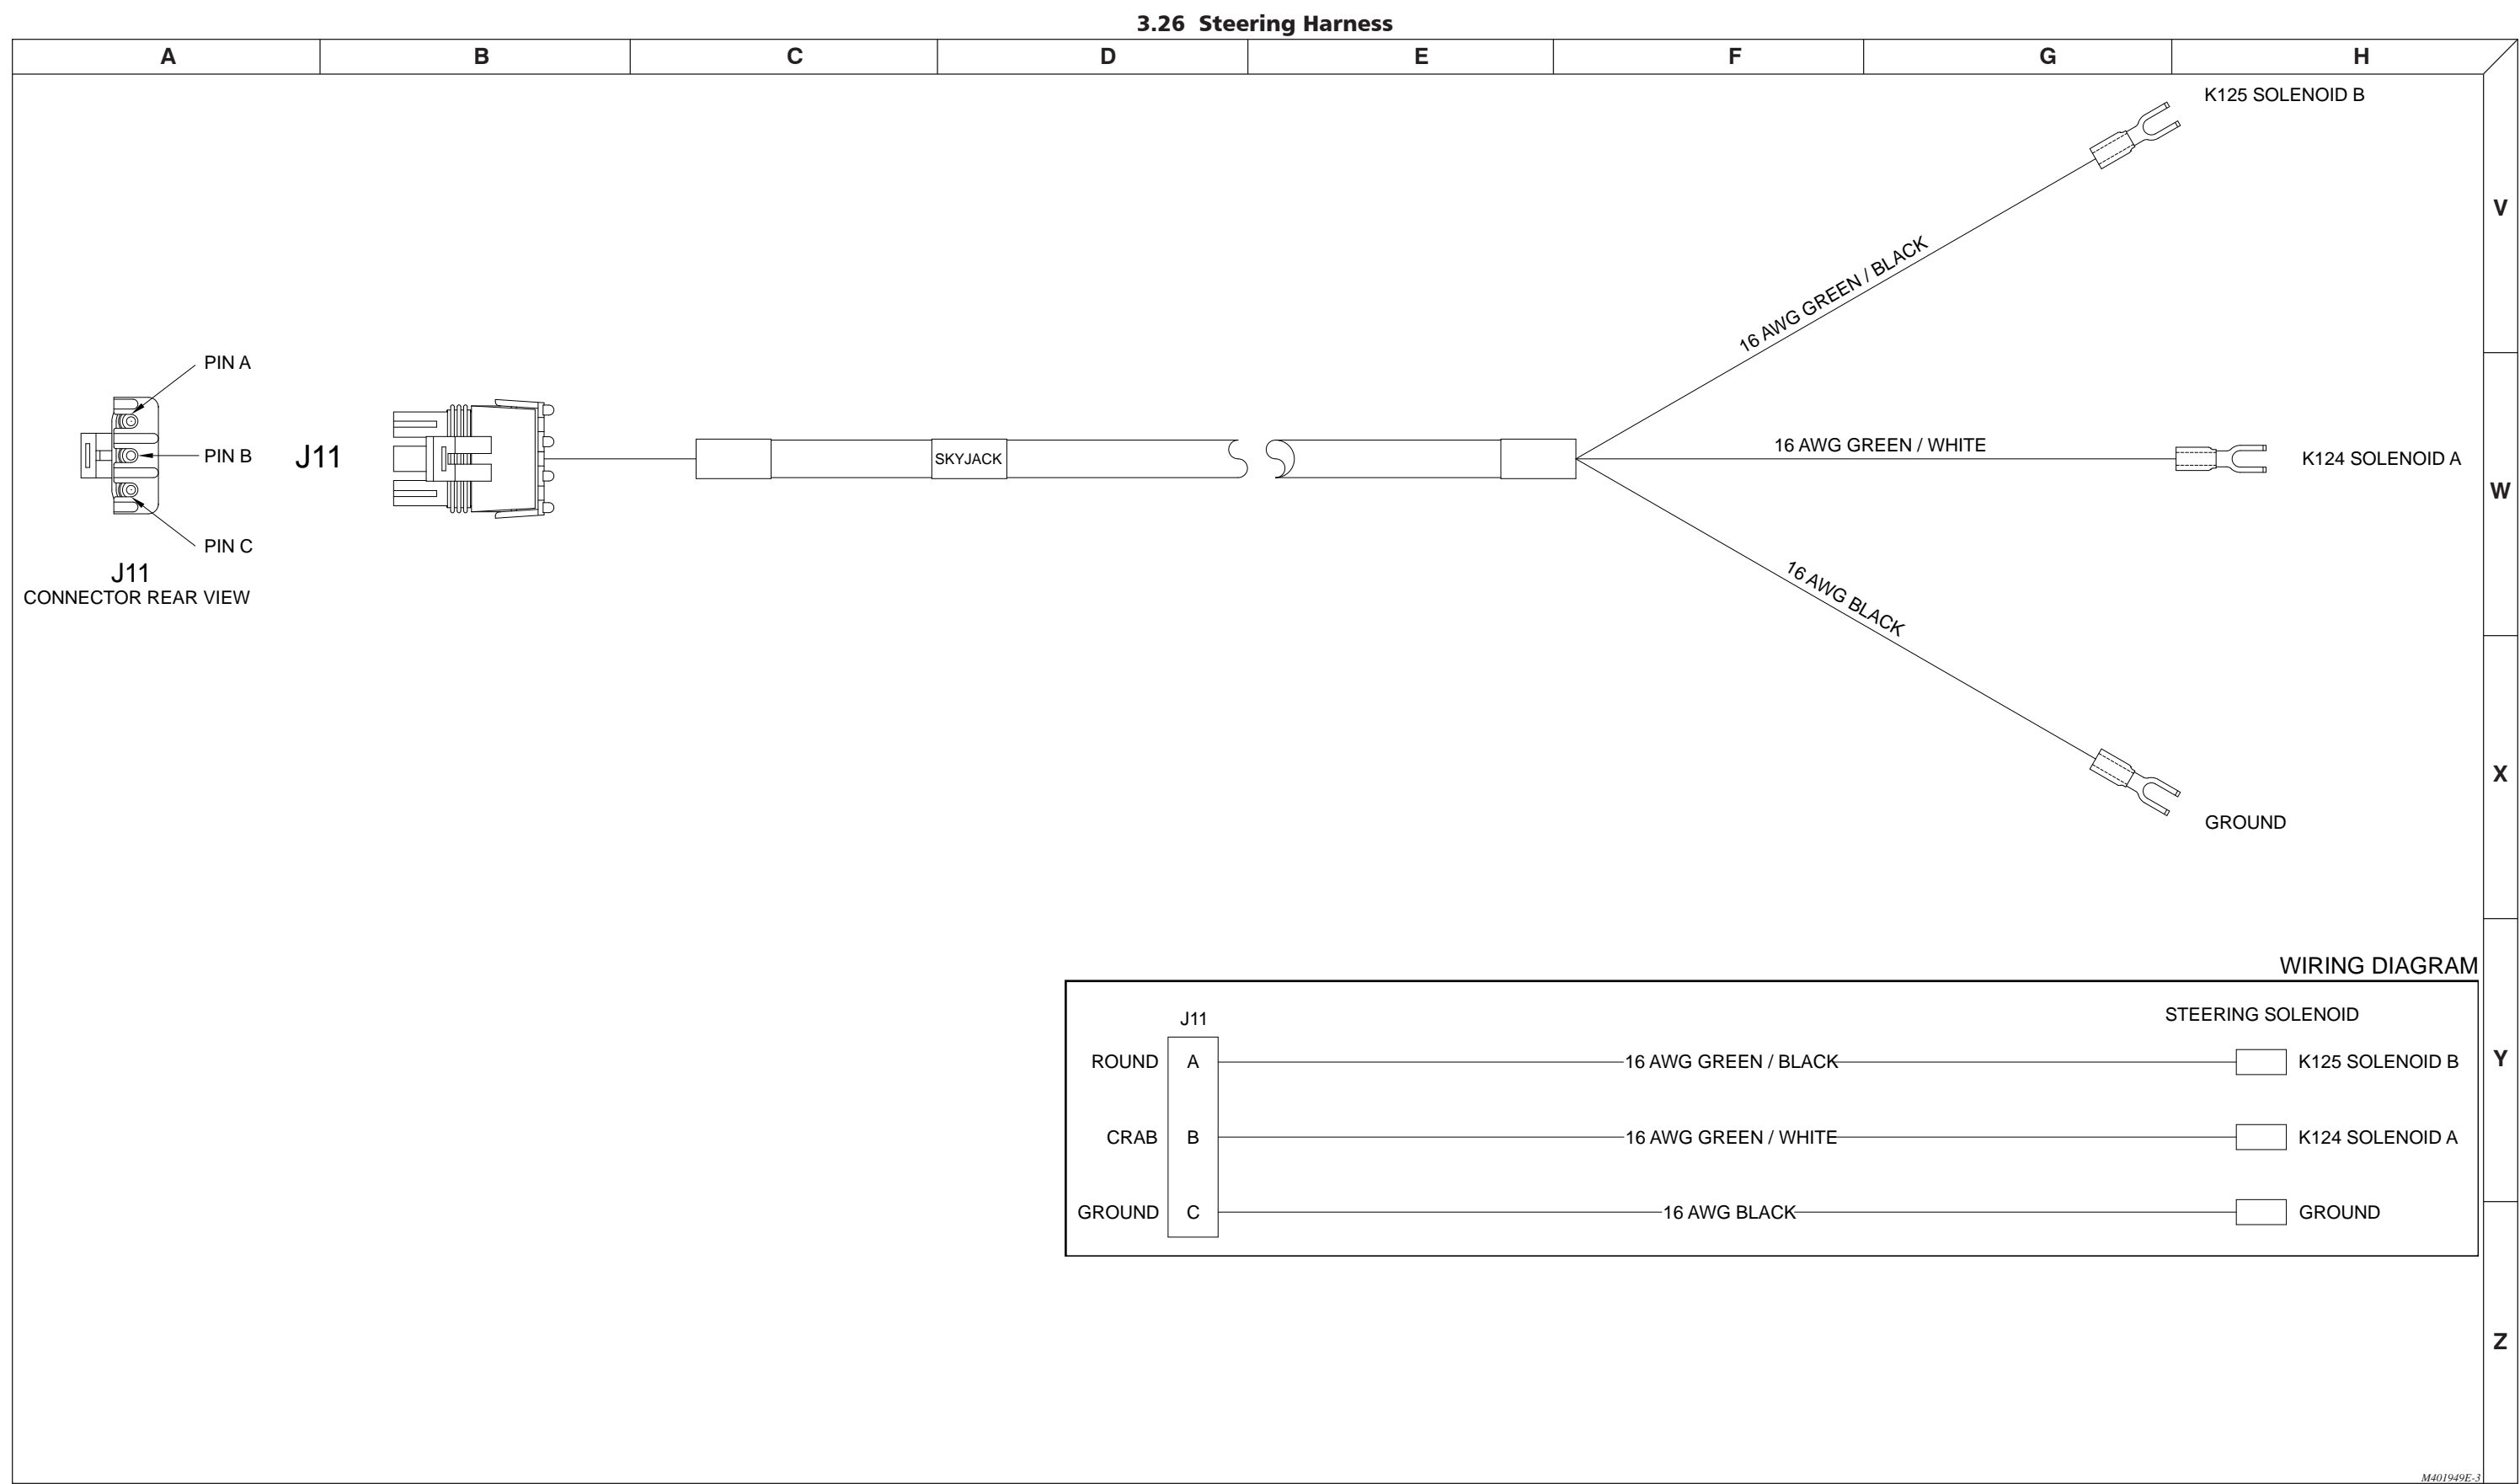 3.26 Steering Harness
A B C D E F G H
K125 SOLENOID B
V
16 AWG GREEN / BLACK
PIN A
16 AWG GREEN / WHITE
PIN B
J11
SKYJACK
K124 SOLENOID A
W
PIN C
J11
CONNECTOR REAR VIEW
16 AWG BLACK
X
GROUND
WIRING DIAGRAM
J11
STEERING SOLENOID
ROUND A 16 AWG GREEN / BLACK K125 SOLENOID B
Y
CRAB B 16 AWG GREEN / WHITE K124 SOLENOID A
GROUND C 16 AWG BLACK GROUND
Z
M401949E-3